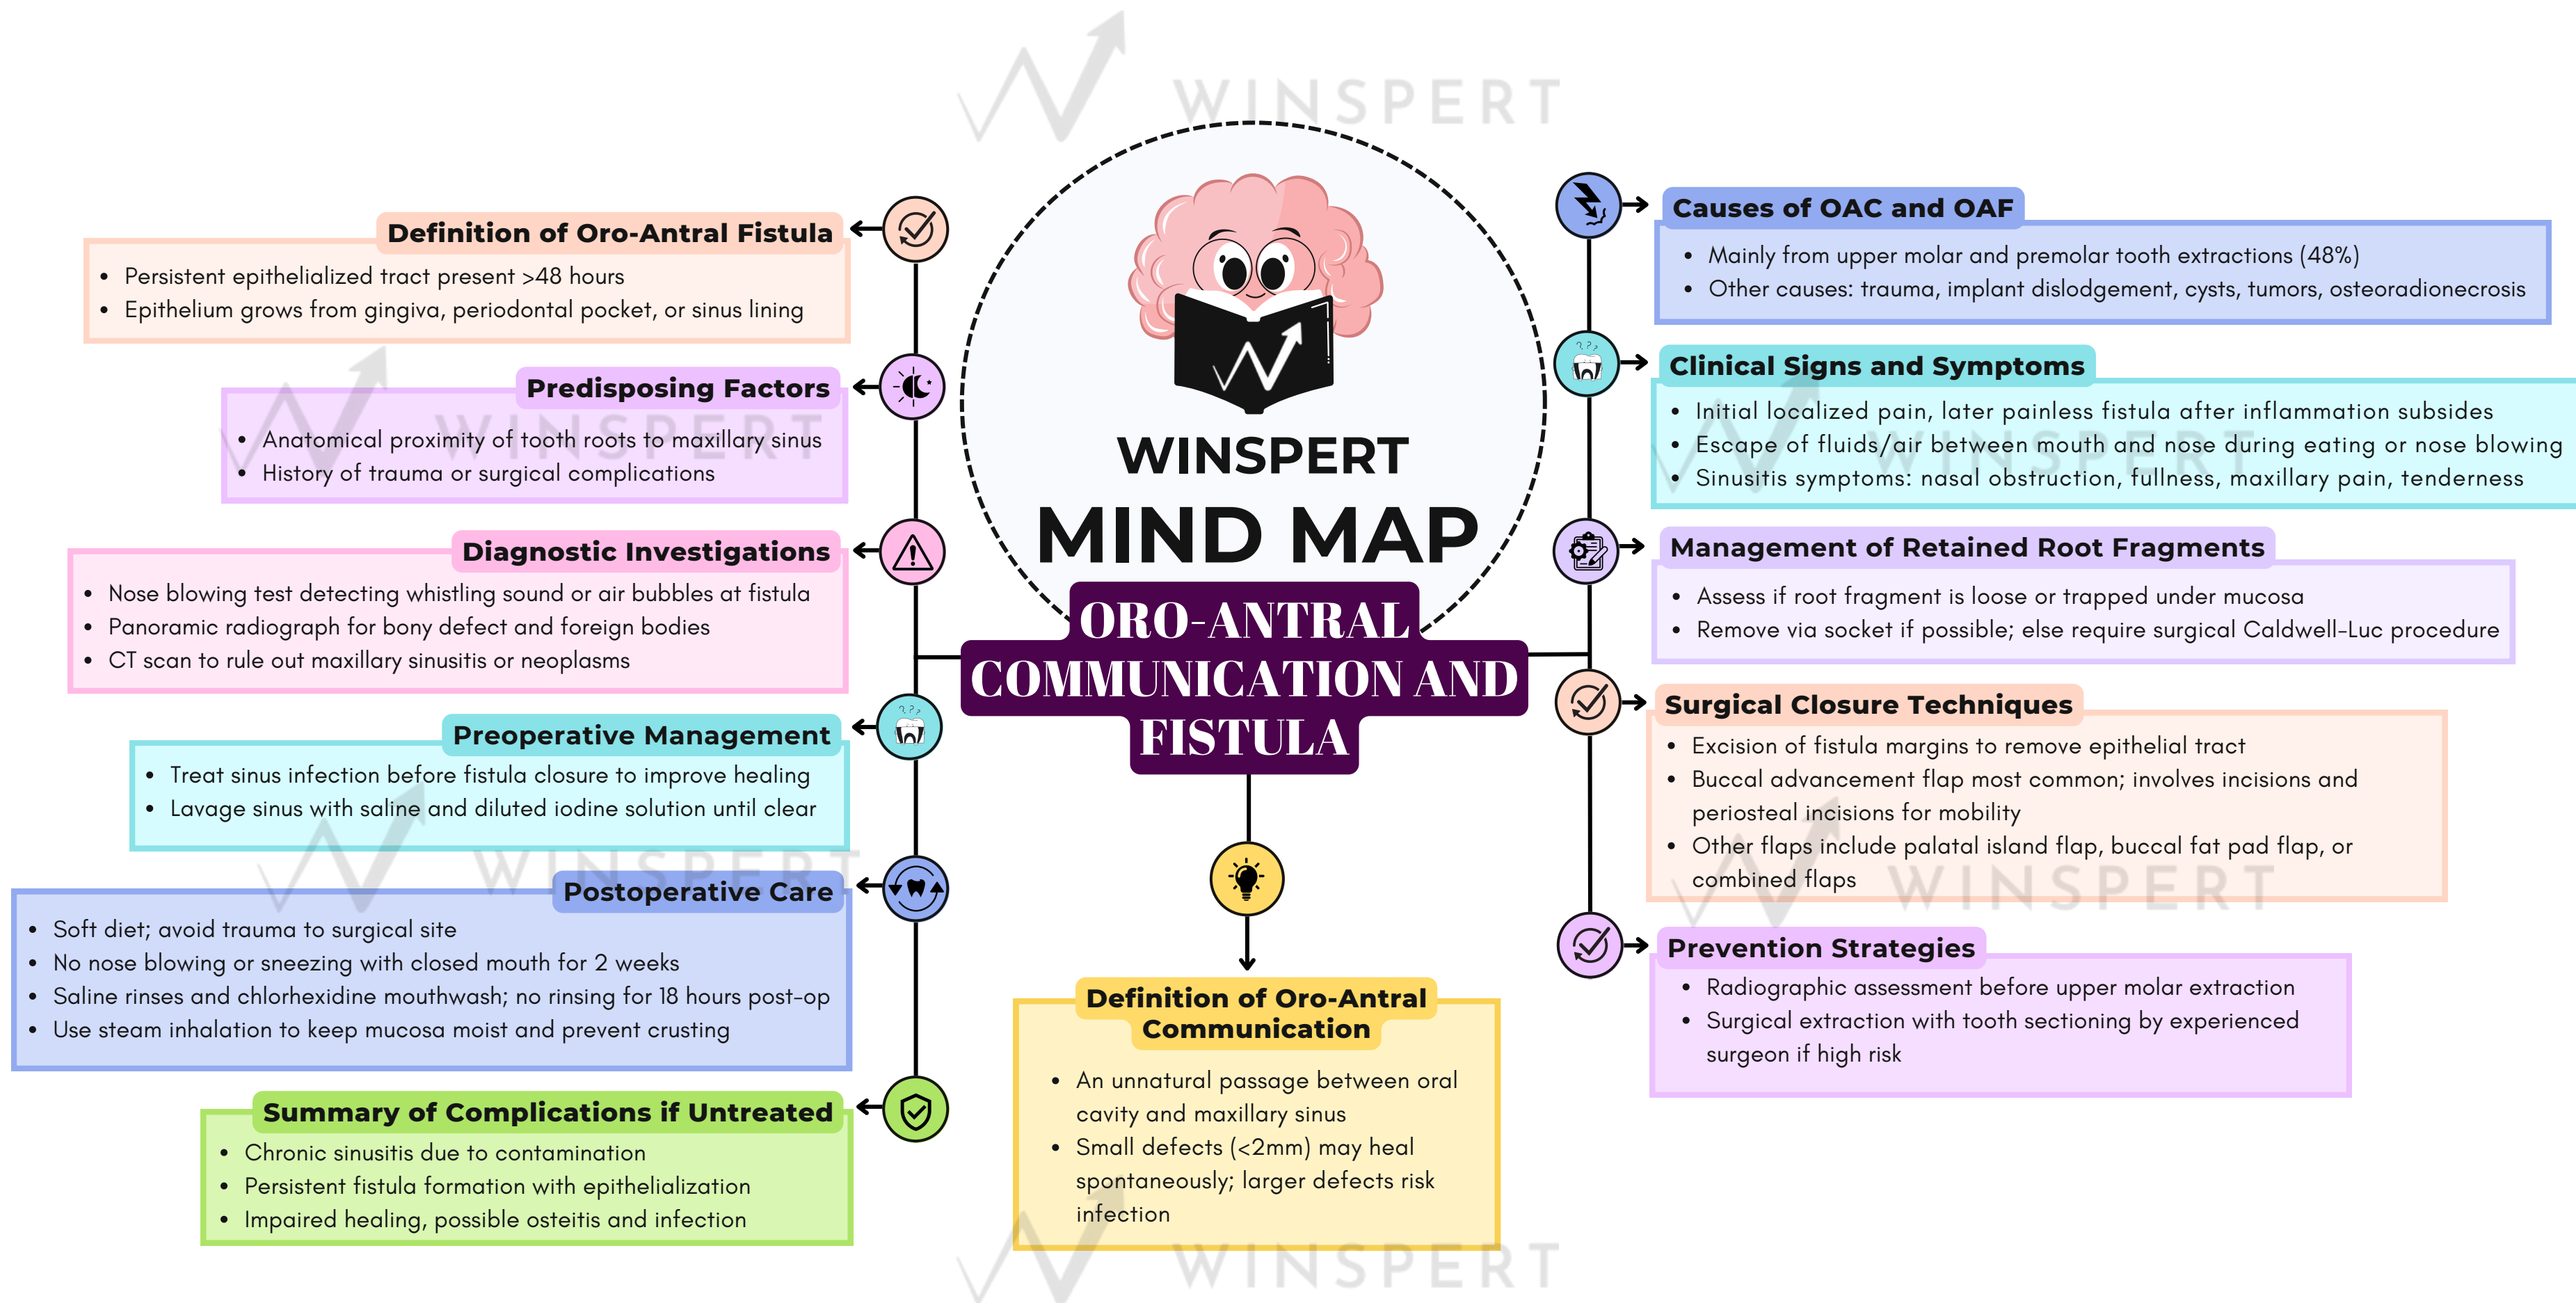 WINSPERT
WINSPERT
MIND MAP
ORO-ANTRAL
COMMUNICATION AND
FISTULA
Definition of Oro-Antral Fistula
• Persistent epithelialized tract present >48 hours
• Epithelium grows from gingiva, periodontal pocket, or sinus lining
Predisposing Factors
WINSPERT
• Anatomical proximity of tooth roots to maxillary sinus
• History of trauma or surgical complications
Diagnostic Investigations
• Nose blowing test detecting whistling sound or air bubbles at fistula
• Panoramic radiograph for bony defect and foreign bodies
• CT scan to rule out maxillary sinusitis or neoplasms
Preoperative Management
• Treat sinus infection before fistula closure to improve healing
• Lavage sinus with saline and diluted iodine solution until clear
WINSPERT
Postoperative Care
• Soft diet; avoid trauma to surgical site
• No nose blowing or sneezing with closed mouth for 2 weeks
• Saline rinses and chlorhexidine mouthwash; no rinsing for 18 hours post-op
• Use steam inhalation to keep mucosa moist and prevent crusting
Summary of Complications if Untreated
• Chronic sinusitis due to contamination
• Persistent fistula formation with epithelialization
• Impaired healing, possible osteitis and infection
Definition of Oro-Antral
Communication
• An unnatural passage between oral
cavity and maxillary sinus
• Small defects (<2mm) may heal
spontaneously; larger defects risk
infection
WINSPERT
Causes of OAC and OAF
• Mainly from upper molar and premolar tooth extractions (48%)
• Other causes: trauma, implant dislodgement, cysts, tumors, osteoradionecrosis
???
Clinical Signs and Symptoms
• Initial localized pain, later painless fistula after inflammation subsides
• Escape of fluids/air between mouth and nose during eating or nose blowing
• Sinusitis symptoms: nasal obstruction, fullness, maxillary pain, tenderness
WINSPERT
Management of Retained Root Fragments
• Assess if root fragment is loose or trapped under mucosa
• Remove via socket if possible; else require surgical Caldwell-Luc procedure
Surgical Closure Techniques
• Excision of fistula margins to remove epithelial tract
• Buccal advancement flap most common; involves incisions and
periosteal incisions for mobility
• Other flaps include palatal island flap, buccal fat pad flap, or
combined flaps
WINSPERT
Prevention Strategies
• Radiographic assessment before upper molar extraction
• Surgical extraction with tooth sectioning by experienced
surgeon if high risk
???